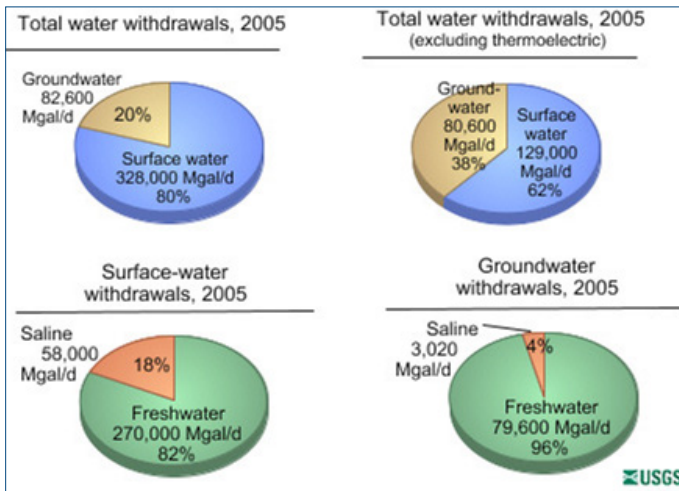 Total water withdrawals, 2005
Groundwater
82,600
Mgal/d
20%
Surface water
328,000 Mgal/d
80%
Total water withdrawals, 2005
(excluding thermoelectric)
Ground-
water
80,600
Mgal/d
38%
Surface
water
129,000
Mgal/d
62%
Surface-water
withdrawals, 2005
Saline
58,000
Mgal/d
18%
Freshwater
270,000 Mgal/d
82%
Groundwater
withdrawals, 2005
Saline
3,020
Mgal/d
4%
Freshwater
79,600 Mgal/d
96%
USGS